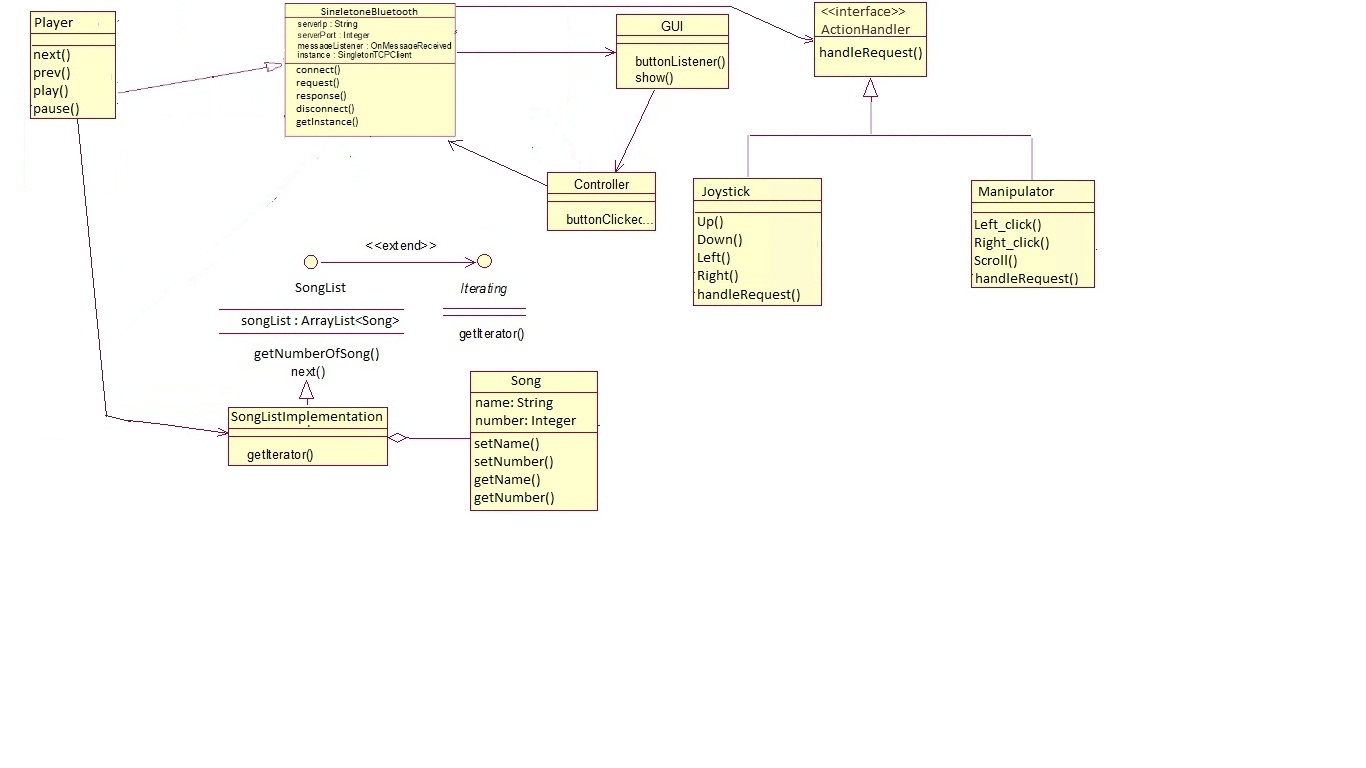 Player
next()
prev()
play()
pause()
SingletoneBluetooth
serverIp : String
serverPort : Integer
messageListener : OnMessageReceived
instance : SingletonTCPClient
connect()
request()
response()
disconnect()
getInstance()
GUI
buttonListener()
show()
<<interface>>
ActionHandler
handleRequest()
Controller
buttonClickec...
Joystick
Up()
Down()
Left()
Right()
handleRequest()
Manipulator
Left_click()
Right_click()
Scroll()
handleRequest()
<<extend>>
SongList
songList : ArrayList<Song>
getNumberOfSong()
next()
Iterating
getIterator()
SongListImplementation
getIterator()
Song
name: String
number: Integer
setName()
setNumber()
getName()
getNumber()